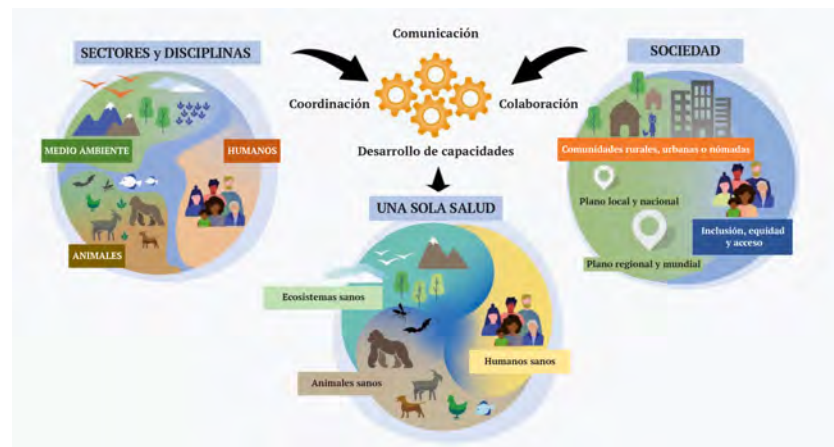 Comunicación
SECTORES y DISCIPLINAS
SOCIEDAD
Coordinación
Colaboración
MEDIO AMBIENTE
HUMANOS
Comunidades rurales, urbanas o nómadas
Desarrollo de capacidades
Plano local y nacional
UNA SOLA SALUD
Inclusión, equidad
y acceso
ANIMALES
Plano regional y mundial
Ecosistemas sanos
Humanos sanos
Animales sanos